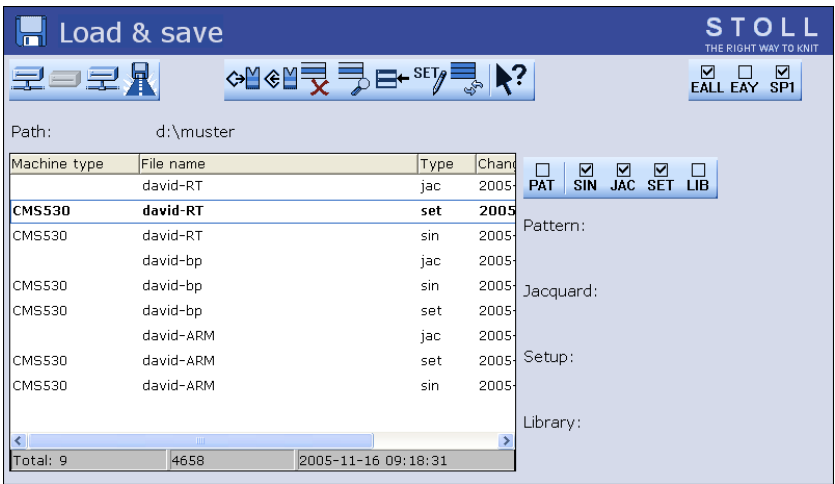 Load & save
STOLL
THE RIGHT WAY TO KNIT
SET
?
EALL EAY SP1
Path: d:\muster
Machine type File name Type Chang
david-RT jac 2005-
CMS530 david-RT set 2005
CMS530 david-RT sin 2005-
david-bp jac 2005-
CMS530 david-bp sin 2005-
CMS530 david-bp set 2005-
david-ARM jac 2005-
CMS530 david-ARM set 2005-
CMS530 david-ARM sin 2005-
Total: 9 4658 2005-11-16 09:18:31
PAT SIN JAC SET LIB
Pattern:
Jacquard:
Setup:
Library: